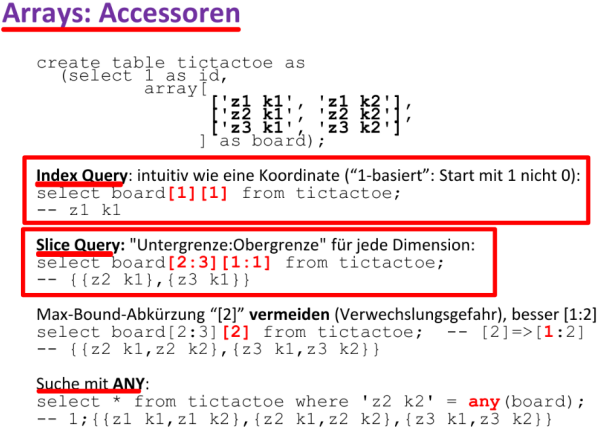 Arrays: Accessoren
create table tictactoe as
(select 1 as id,
array[
['z1 k1', 'z1 k2'],
['z2 k1', 'z2 k2'],
['z3 k1', 'z3 k2']
] as board);
Index Query: intuitiv wie eine Koordinate (“1-basiert”: Start mit 1 nicht 0):
select board[1][1] from tictactoe;
-- z1 k1
Slice Query: "Untergrenze:Obergrenze" für jede Dimension:
select board[2:3][1:1] from tictactoe;
-- {{z2 k1},{z3 k1}}
Max-Bound-Abkürzung “[2]” vermeiden (Verwechslungsgefahr), besser [1:2]
select board[2:3][2] from tictactoe; -- [2]=>[1:2]
-- {{z2 k1,z2 k2},{z3 k1,z3 k2}}
Suche mit ANY:
select * from tictactoe where 'z2 k2' = any(board);
-- 1;{{z1 k1,z1 k2},{z2 k1,z2 k2},{z3 k1,z3 k2}}